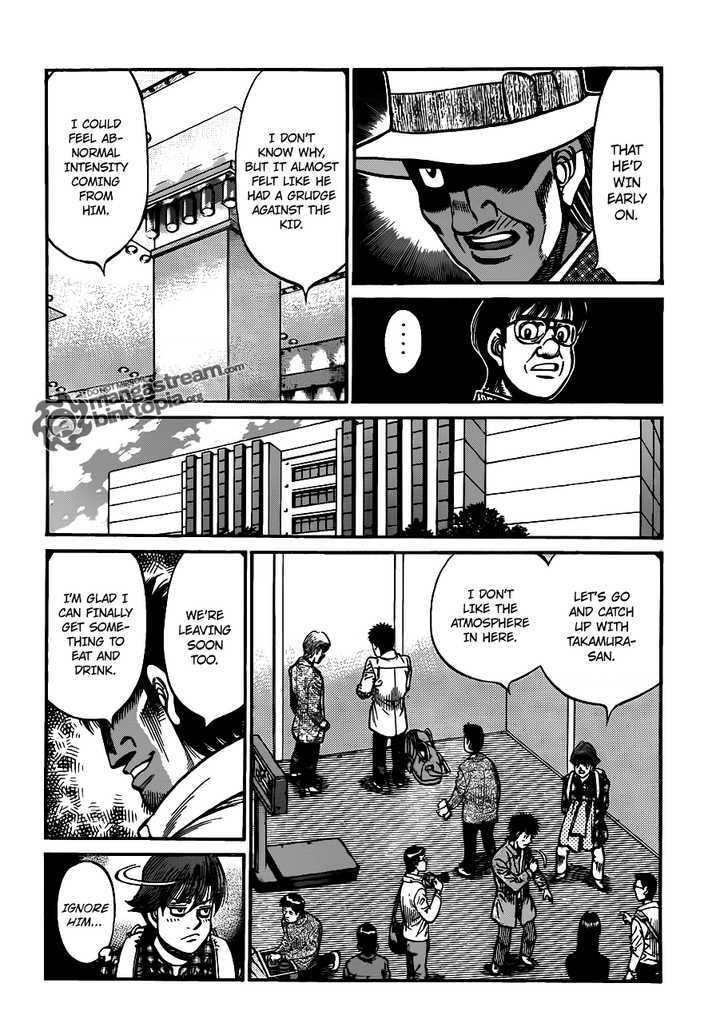 THAT
HE'D
WIN
EARLY
ON.
I DON'T
KNOW WHY,
BUT IT ALMOST
FELT LIKE HE
HAD A GRUDGE
AGAINST THE
KID.
I COULD
FEEL AB-
NORMAL
INTENSITY
COMING
FROM
HIM.
...
DO NOT
mangastream.com
binktopia.org
LET'S GO
AND CATCH
UP WITH
TAKAMURA-
SAN.
I DON'T
LIKE THE
ATMOSPHERE
IN HERE.
WE'RE
LEAVING
SOON
TOO.
I'M GLAD I
CAN FINALLY
GET SOME-
THING TO
EAT AND
DRINK.
IGNORE
HIM...